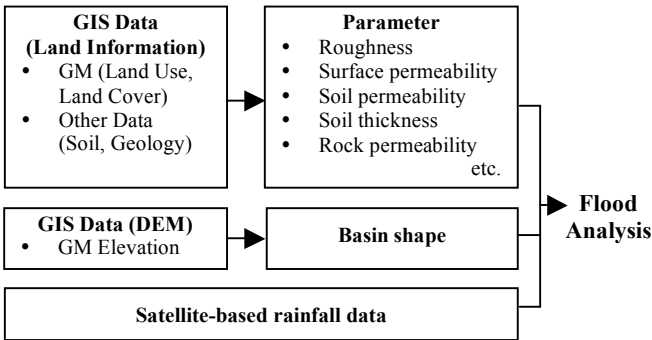 GIS Data
(Land Information)
• GM (Land Use,
Land Cover)
• Other Data
(Soil, Geology)
Parameter
• Roughness
• Surface permeability
• Soil permeability
• Soil thickness
• Rock permeability
etc.
GIS Data (DEM)
• GM Elevation
Basin shape
Satellite-based rainfall data
Flood
Analysis